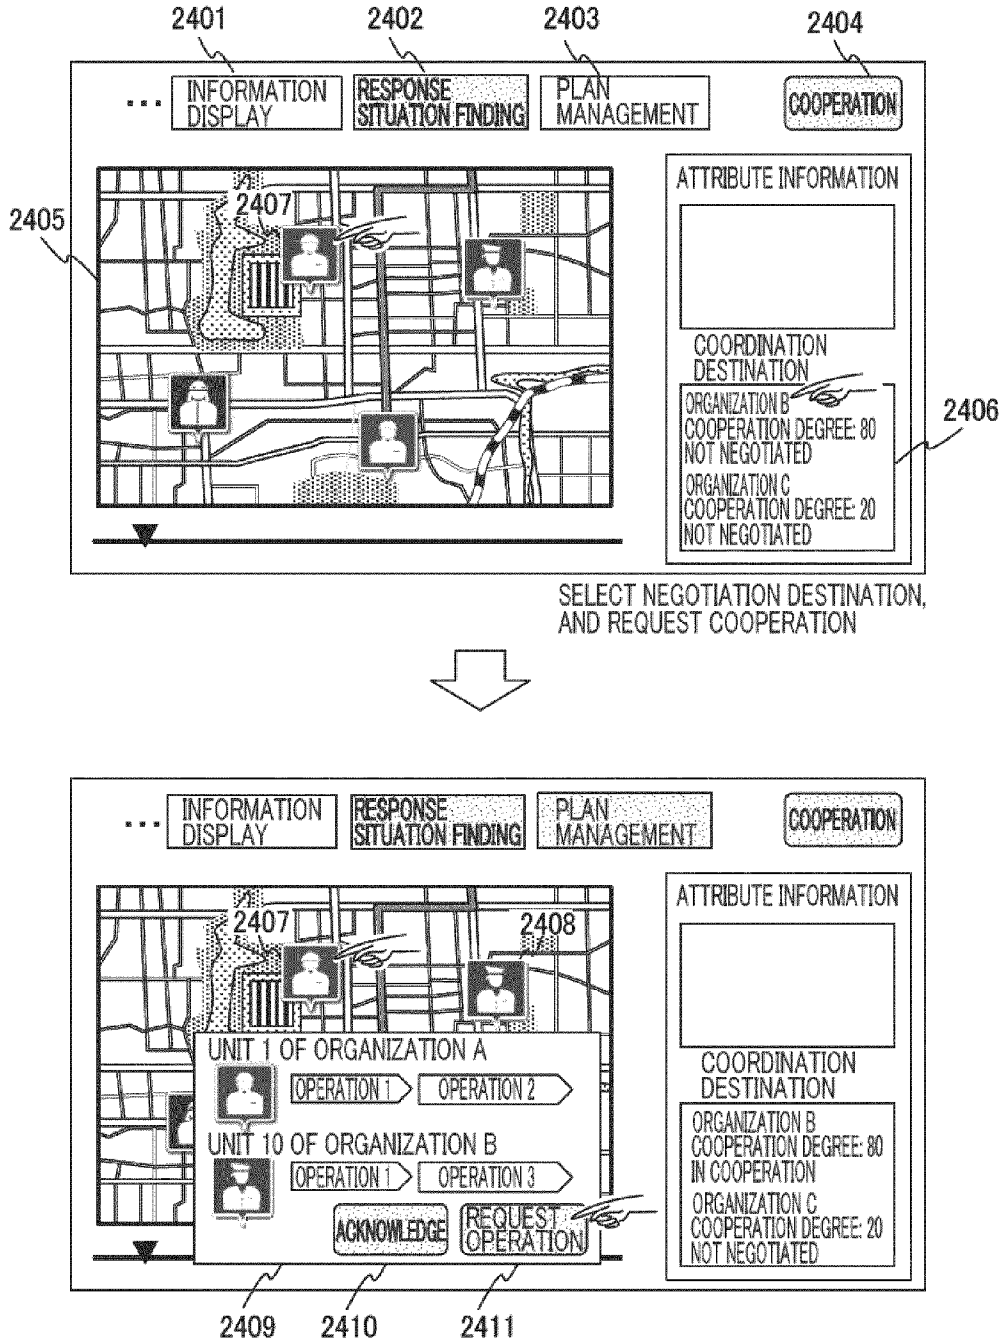 2401
2402
2403
2404
...
INFORMATION
DISPLAY
RESPONSE
SITUATION FINDING
PLAN
MANAGEMENT
COOPERATION
2405
2407
ATTRIBUTE INFORMATION
COORDINATION
DESTINATION
ORGANIZATION B
COOPERATION DEGREE: 80
NOT NEGOTIATED
ORGANIZATION C
COOPERATION DEGREE: 20
NOT NEGOTIATED
2406
SELECT NEGOTIATION DESTINATION,
AND REQUEST COOPERATION
...
INFORMATION
DISPLAY
RESPONSE
SITUATION FINDING
PLAN
MANAGEMENT
COOPERATION
2407
2408
UNIT 1 OF ORGANIZATION A
OPERATION 1
OPERATION 2
UNIT 10 OF ORGANIZATION B
OPERATION 1
OPERATION 3
ACKNOWLEDGE
REQUEST
OPERATION
ATTRIBUTE INFORMATION
COORDINATION
DESTINATION
ORGANIZATION B
COOPERATION DEGREE: 80
IN COOPERATION
ORGANIZATION C
COOPERATION DEGREE: 20
NOT NEGOTIATED
2409
2410
2411